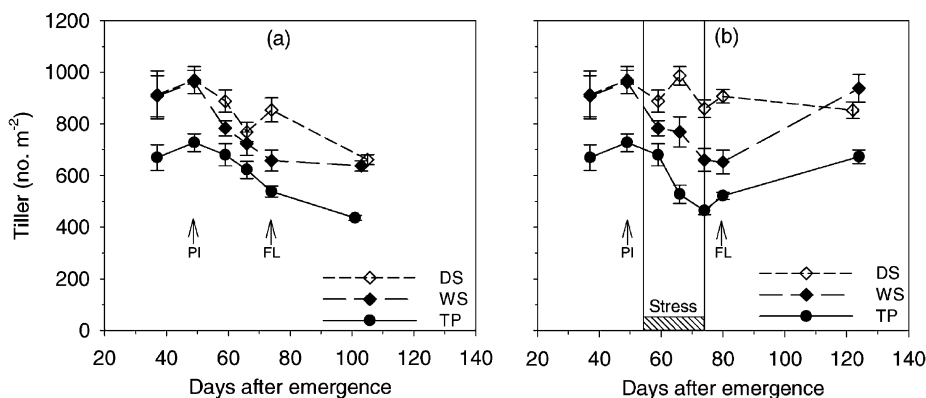 (a)
Tiller (no. m⁻²)
1200
1000
800
600
400
200
0
PI
FL
DS
WS
TP
20 40 60 80 100 120 140
Days after emergence
(b)
PI
FL
Stress
DS
WS
TP
20 40 60 80 100 120 140
Days after emergence